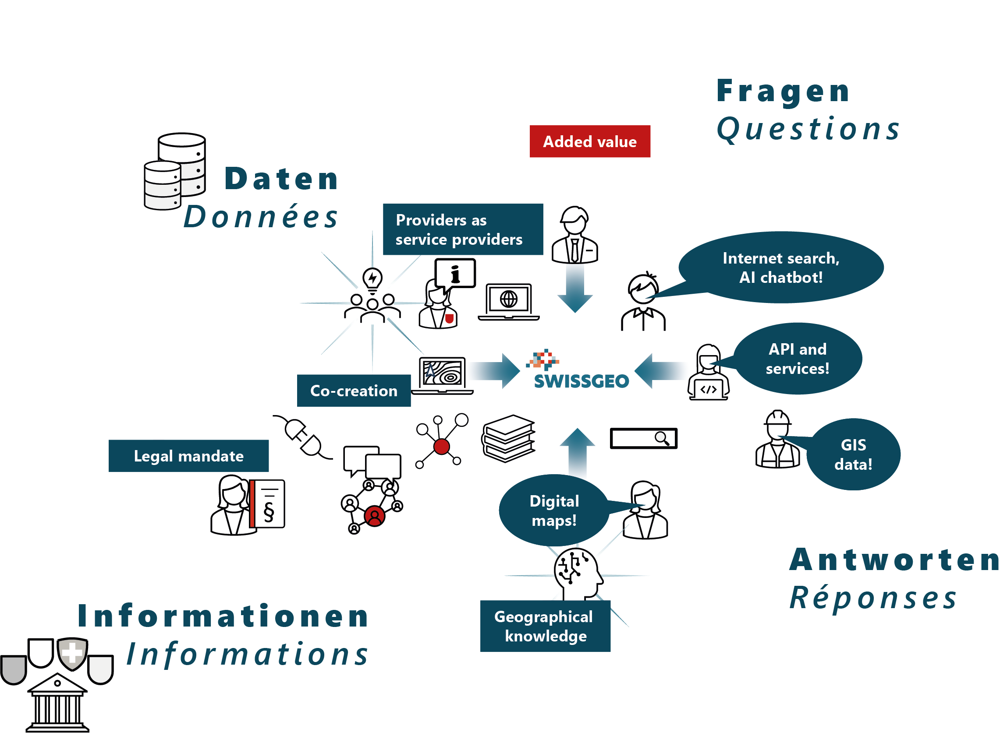 Fragen
Questions
Added value
Daten
Données
Providers as
service providers
i
Internet search,
AI chatbot!
API and
services!
SWISSGEO
Co-creation
</>
GIS
data!
Legal mandate
§
Digital
maps!
Antworten
Réponses
Informationen
Informations
Geographical
knowledge